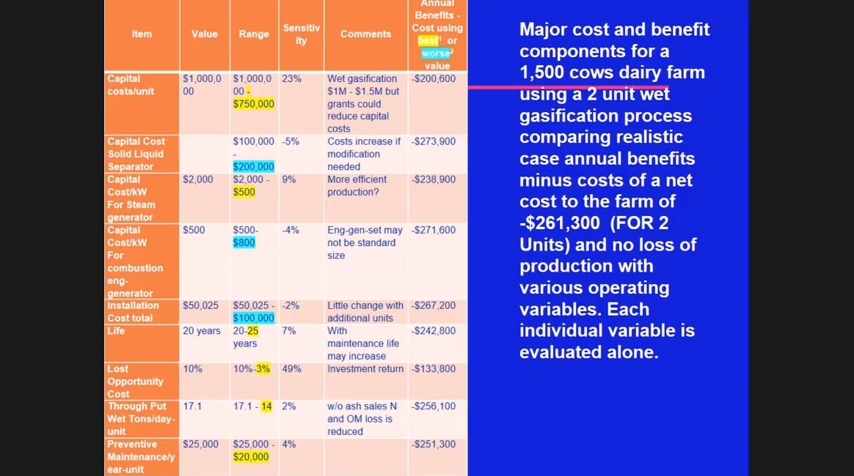 Item Value Range Sensitiv
ity Comments Annual
Benefits -
Cost using
best¹ or
worse²
value
Capital
costs/unit $1,000,0
00 $1,000,0
00 -
$750,000 23% Wet gasification
$1M - $1.5M but
grants could
reduce capital
costs -$200,600
Capital Cost
Solid Liquid
Separator $100,000
-
$200,000 -5% Costs increase if
modification
needed -$273,900
Capital
Cost/kW
For Steam
generator $2,000 $2,000 -
$500 9% More efficient
production? -$238,900
Capital
Cost/kW
For
combustion
eng-
generator $500 $500-
$800 -4% Eng-gen-set may
not be standard
size -$271,600
Installation
Cost total $50,025 $50,025 -
$100,000 -2% Little change with
additional units -$267,200
Life 20 years 20-25
years 7% With
maintenance life
may increase -$242,800
Lost
Opportunity
Cost 10% 10%-3% 49% Investment return -$133,800
Through Put
Wet Tons/day-
unit 17.1 17.1 - 14 2% w/o ash sales N
and OM loss is
reduced -$256,100
Preventive
Maintenance/y
ear-unit $25,000 $25,000 -
$20,000 4% -$251,300
Major cost and benefit
components for a
1,500 cows dairy farm
using a 2 unit wet
gasification process
comparing realistic
case annual benefits
minus costs of a net
cost to the farm of
-$261,300 (FOR 2
Units) and no loss of
production with
various operating
variables. Each
individual variable is
evaluated alone.